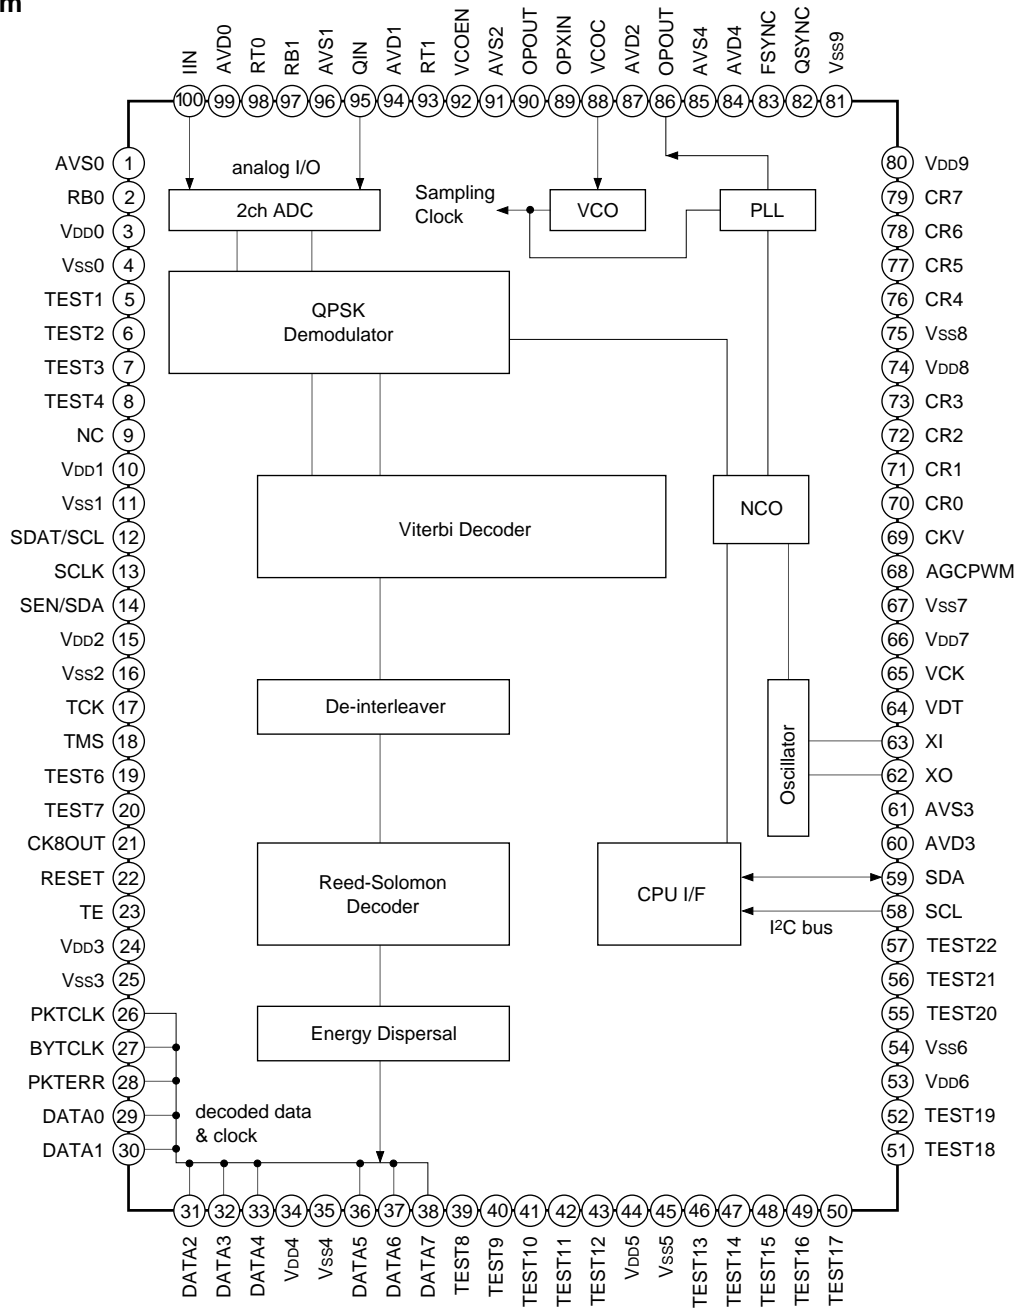 m
IIN
AVD0
RT0
RB1
AVS1
QIN
AVD1
RT1
VCOEN
AVS2
OPOUT
OPXIN
VCOC
AVD2
OPOUT
AVS4
AVD4
FSYNC
QSYNC
VSS9
100 99 98 97 96 95 94 93 92 91 90 89 88 87 86 85 84 83 82 81
AVS0 1
RB0 2
VDD0 3
VSS0 4
TEST1 5
TEST2 6
TEST3 7
TEST4 8
NC 9
VDD1 10
VSS1 11
SDAT/SCL 12
SCLK 13
SEN/SDA 14
VDD2 15
VSS2 16
TCK 17
TMS 18
TEST6 19
TEST7 20
CK8OUT 21
RESET 22
TE 23
VDD3 24
VSS3 25
PKTCLK 26
BYTCLK 27
PKTERR 28
DATA0 29
DATA1 30
analog I/O
2ch ADC
Sampling
Clock
VCO
PLL
QPSK
Demodulator
Viterbi Decoder
NCO
De-interleaver
Oscillator
Reed-Solomon
Decoder
CPU I/F
I²C bus
Energy Dispersal
decoded data
& clock
80 VDD9
79 CR7
78 CR6
77 CR5
76 CR4
75 VSS8
74 VDD8
73 CR3
72 CR2
71 CR1
70 CR0
69 CKV
68 AGCPWM
67 VSS7
66 VDD7
65 VCK
64 VDT
63 XI
62 XO
61 AVS3
60 AVD3
59 SDA
58 SCL
57 TEST22
56 TEST21
55 TEST20
54 VSS6
53 VDD6
52 TEST19
51 TEST18
31 32 33 34 35 36 37 38 39 40 41 42 43 44 45 46 47 48 49 50
DATA2
DATA3
DATA4
VDD4
VSS4
DATA5
DATA6
DATA7
TEST8
TEST9
TEST10
TEST11
TEST12
VDD5
VSS5
TEST13
TEST14
TEST15
TEST16
TEST17